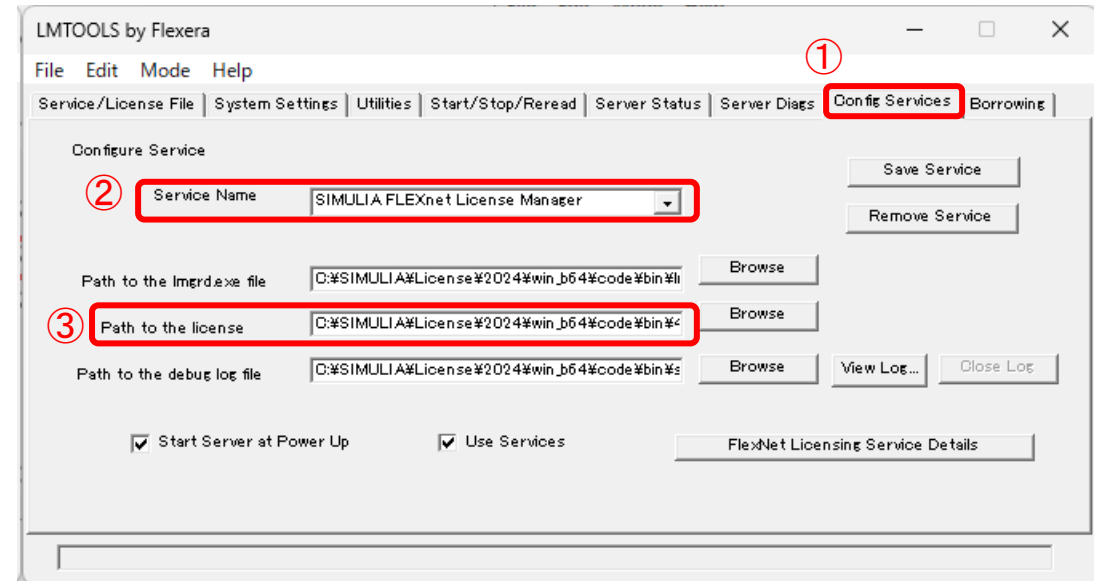 LMTOOLS by Flexera
①
File Edit Mode Help
Service/License File System Settings Utilities Start/Stop/Reread Server Status Server Diags Config Services Borrowing
Configure Service
Save Service
② Service Name SIMULIA FLEXnet License Manager
Remove Service
Path to the lmgrd.exe file C:¥SIMULIA¥License¥2024¥win_b64¥code¥bin¥l Browse
③ Path to the license C:¥SIMULIA¥License¥2024¥win_b64¥code¥bin¥4 Browse
Path to the debug log file C:¥SIMULIA¥License¥2024¥win_b64¥code¥bin¥s Browse View Log... Close Log
Start Server at Power Up Use Services FlexNet Licensing Service Details